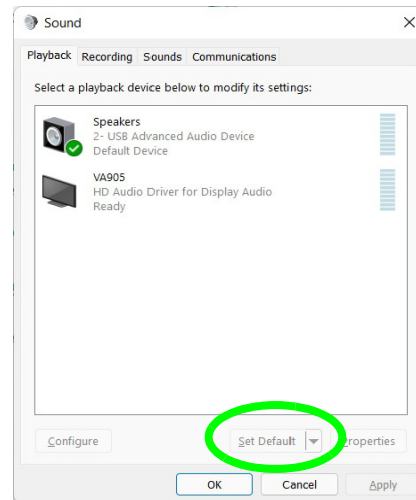 Sound
Playback Recording Sounds Communications
Select a playback device below to modify its settings:
Speakers
2- USB Advanced Audio Device
Default Device
VA905
HD Audio Driver for Display Audio
Ready
Configure Set Default Properties
OK Cancel Apply